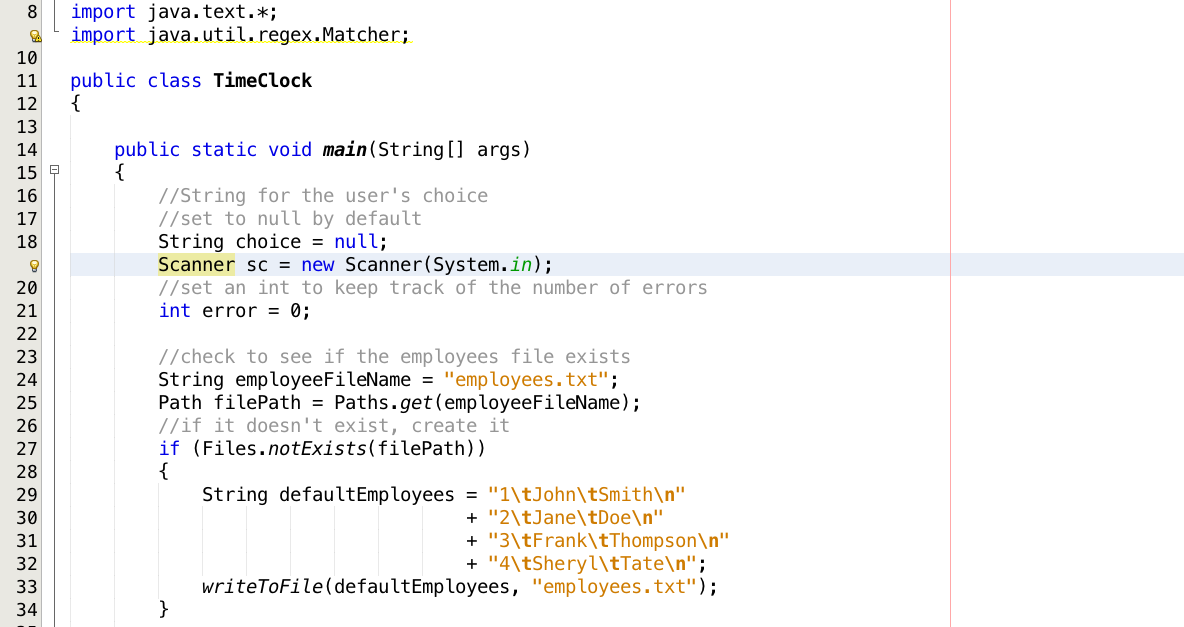 8 import java.text.*;
import java.util.regex.Matcher;
10
11 public class TimeClock
12 {
13
14 public static void main(String[] args)
15 {
16 //String for the user's choice
17 //set to null by default
18 String choice = null;
Scanner sc = new Scanner(System.in);
20 //set an int to keep track of the number of errors
21 int error = 0;
22
23 //check to see if the employees file exists
24 String employeeFileName = "employees.txt";
25 Path filePath = Paths.get(employeeFileName);
26 //if it doesn't exist, create it
27 if (Files.notExists(filePath))
28 {
29 String defaultEmployees = "1\tJohn\tSmith\n"
30 + "2\tJane\tDoe\n"
31 + "3\tFrank\tThompson\n"
32 + "4\tSheryl\tTate\n";
33 writeToFile(defaultEmployees, "employees.txt");
34 }